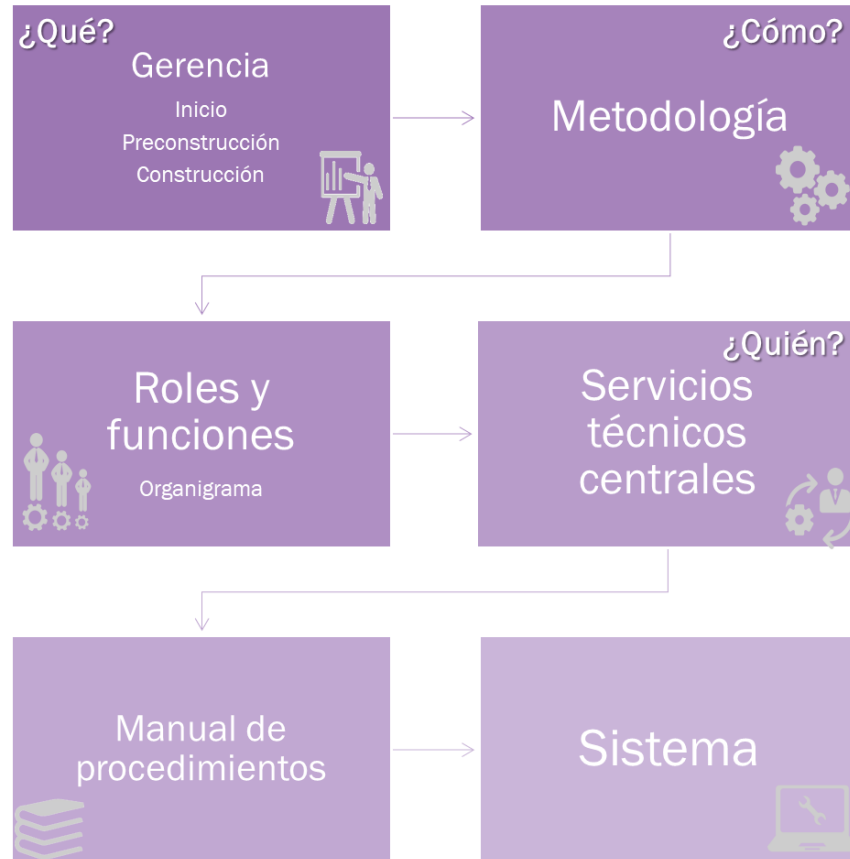 ¿Qué?
Gerencia
Inicio
Preconstrucción
Construcción
¿Cómo?
Metodología
Roles y
funciones
Organigrama
¿Quién?
Servicios
técnicos
centrales
Manual de
procedimientos
Sistema